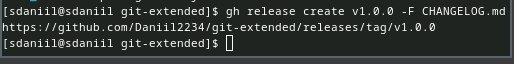 [sdaniil@sdaniil git-extended]$ gh release create v1.0.0 -F CHANGELOG.md
https://github.com/Daniil2234/git-extended/releases/tag/v1.0.0
[sdaniil@sdaniil git-extended]$